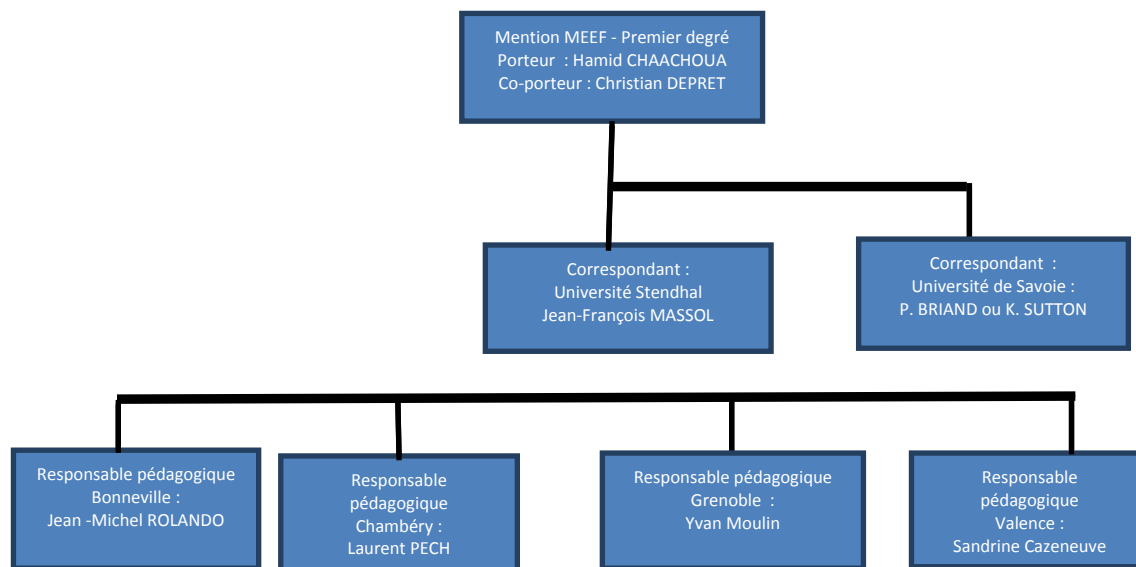 Mention MEEF - Premier degré
Porteur : Hamid CHAACHOUA
Co-porteur : Christian DEPRET
Correspondant :
Université Stendhal
Jean-François MASSOL
Correspondant :
Université de Savoie :
P. BRIAND ou K. SUTTON
Responsable pédagogique
Bonneville :
Jean -Michel ROLANDO
Responsable
pédagogique
Chambéry :
Laurent PECH
Responsable pédagogique
Grenoble :
Yvan Moulin
Responsable
pédagogique
Valence :
Sandrine Cazeneuve